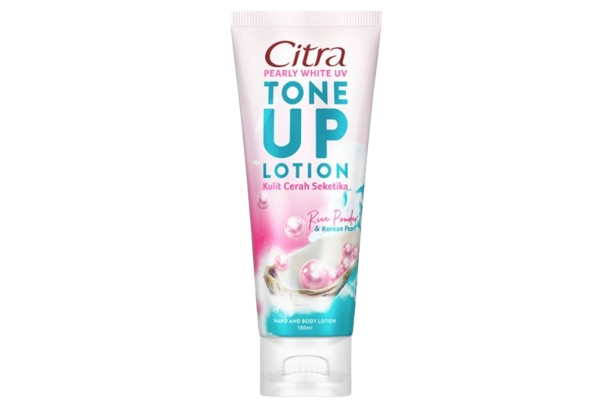 Citra
PEARLY WHITE UV
TONE
UP
LOTION
Kulit Cerah Seketika
Rice Powder
& Korean Pearl
HAND AND BODY LOTION
180ml